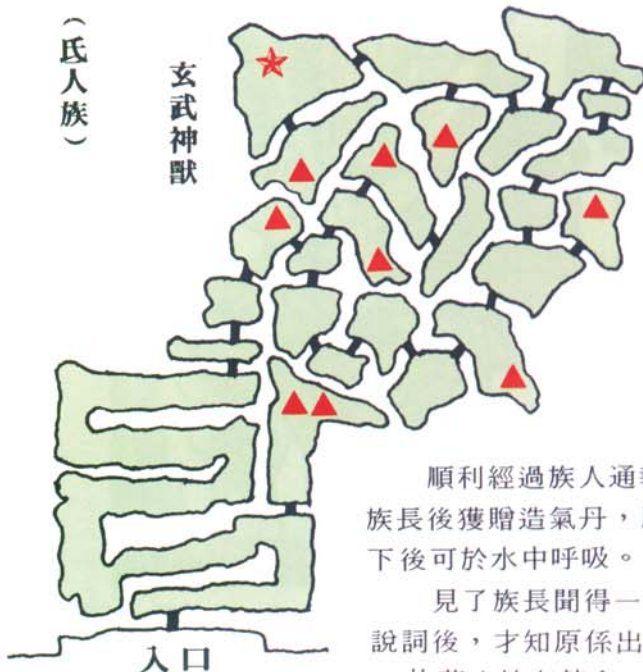 （氏人族）
玄武神獸
順利經過族人通
族長後獲贈造氣丹，
下後可於水中呼吸。
見了族長聞得一
說詞後，才知原係出
入口